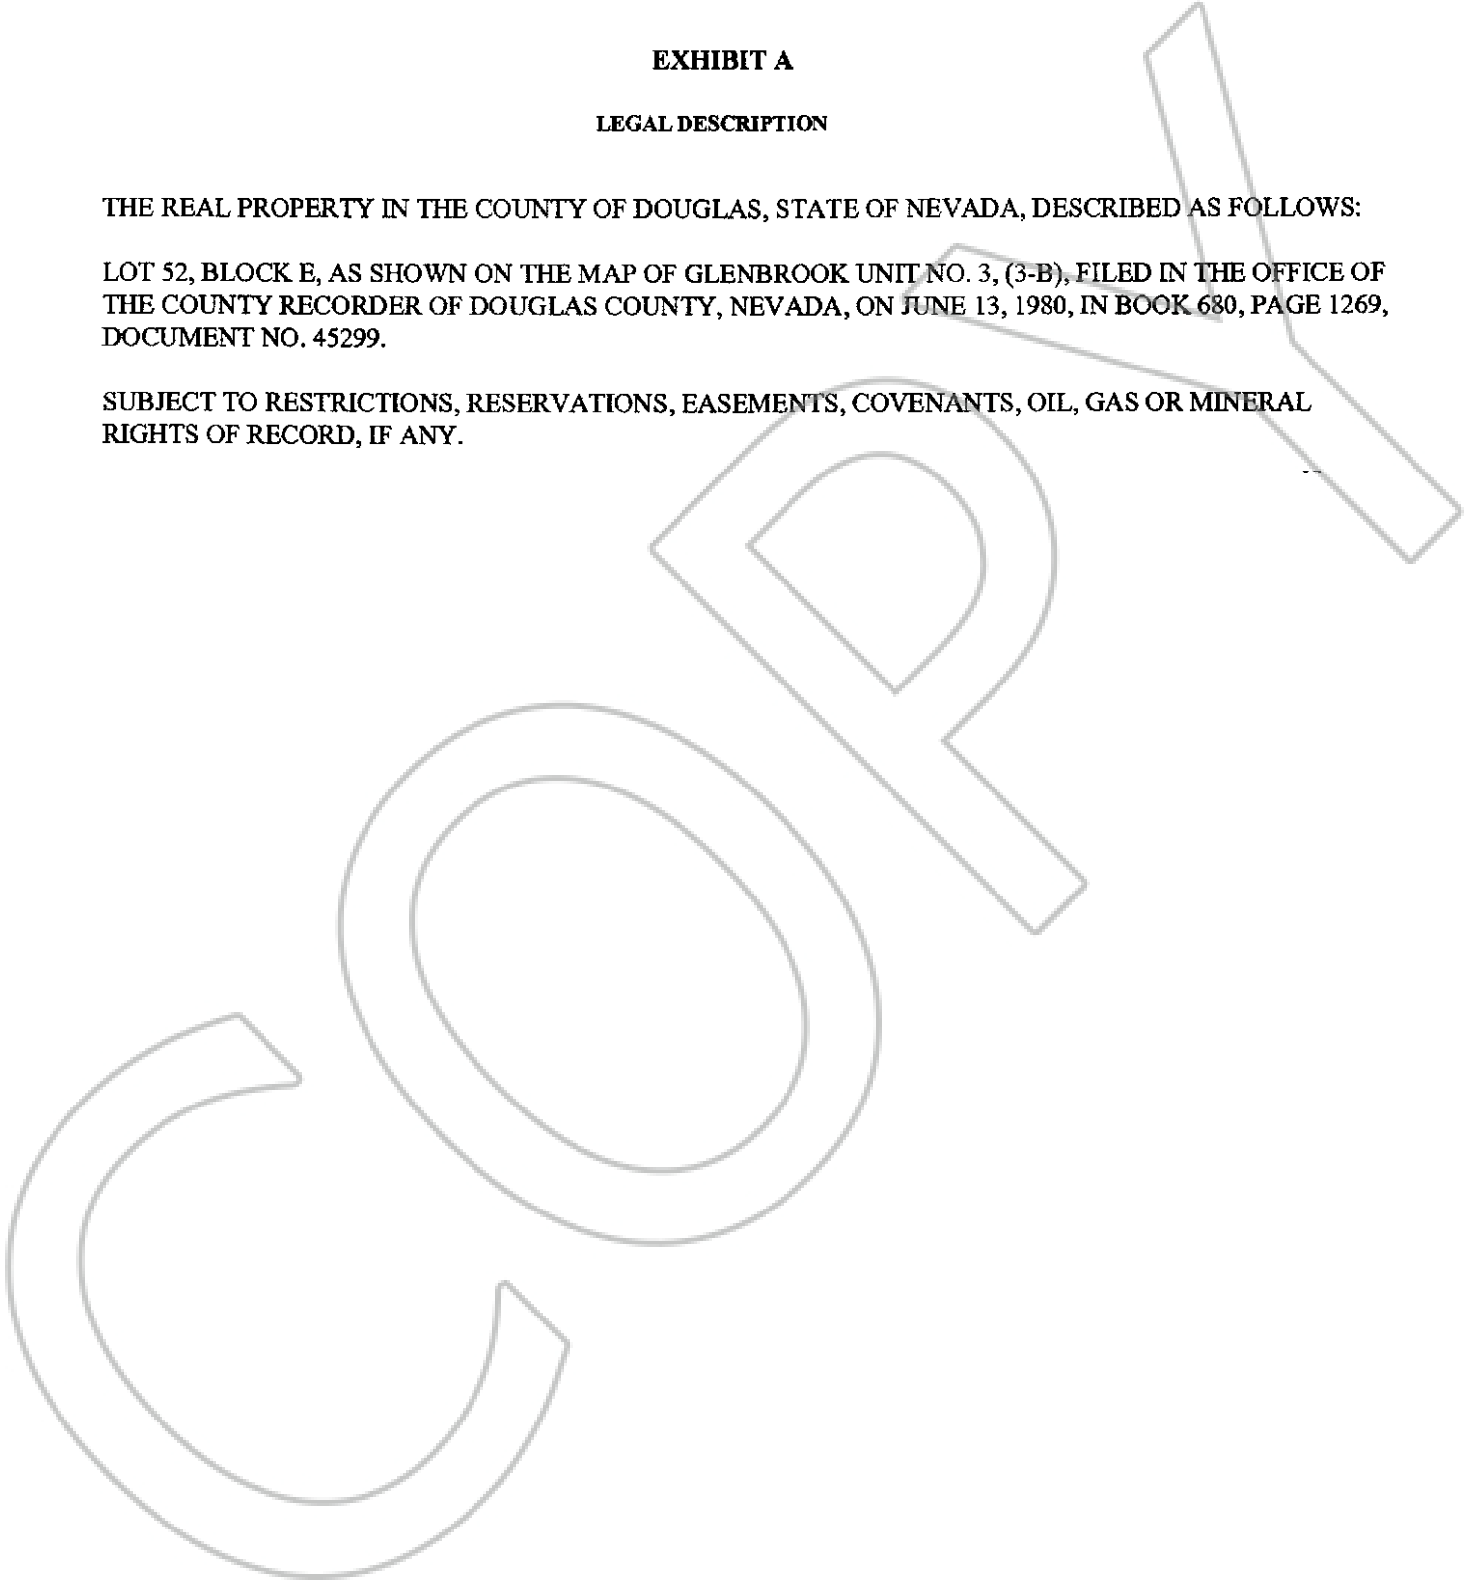 EXHIBIT A
LEGAL DESCRIPTION
THE REAL PROPERTY IN THE COUNTY OF DOUGLAS, STATE OF NEVADA, DESCRIBED AS FOLLOWS:
LOT 52, BLOCK E, AS SHOWN ON THE MAP OF GLENBROOK UNIT NO. 3, (3-B), FILED IN THE OFFICE OF
THE COUNTY RECORDER OF DOUGLAS COUNTY, NEVADA, ON JUNE 13, 1980, IN BOOK 680, PAGE 1269,
DOCUMENT NO. 45299.
SUBJECT TO RESTRICTIONS, RESERVATIONS, EASEMENTS, COVENANTS, OIL, GAS OR MINERAL
RIGHTS OF RECORD, IF ANY.
COPY